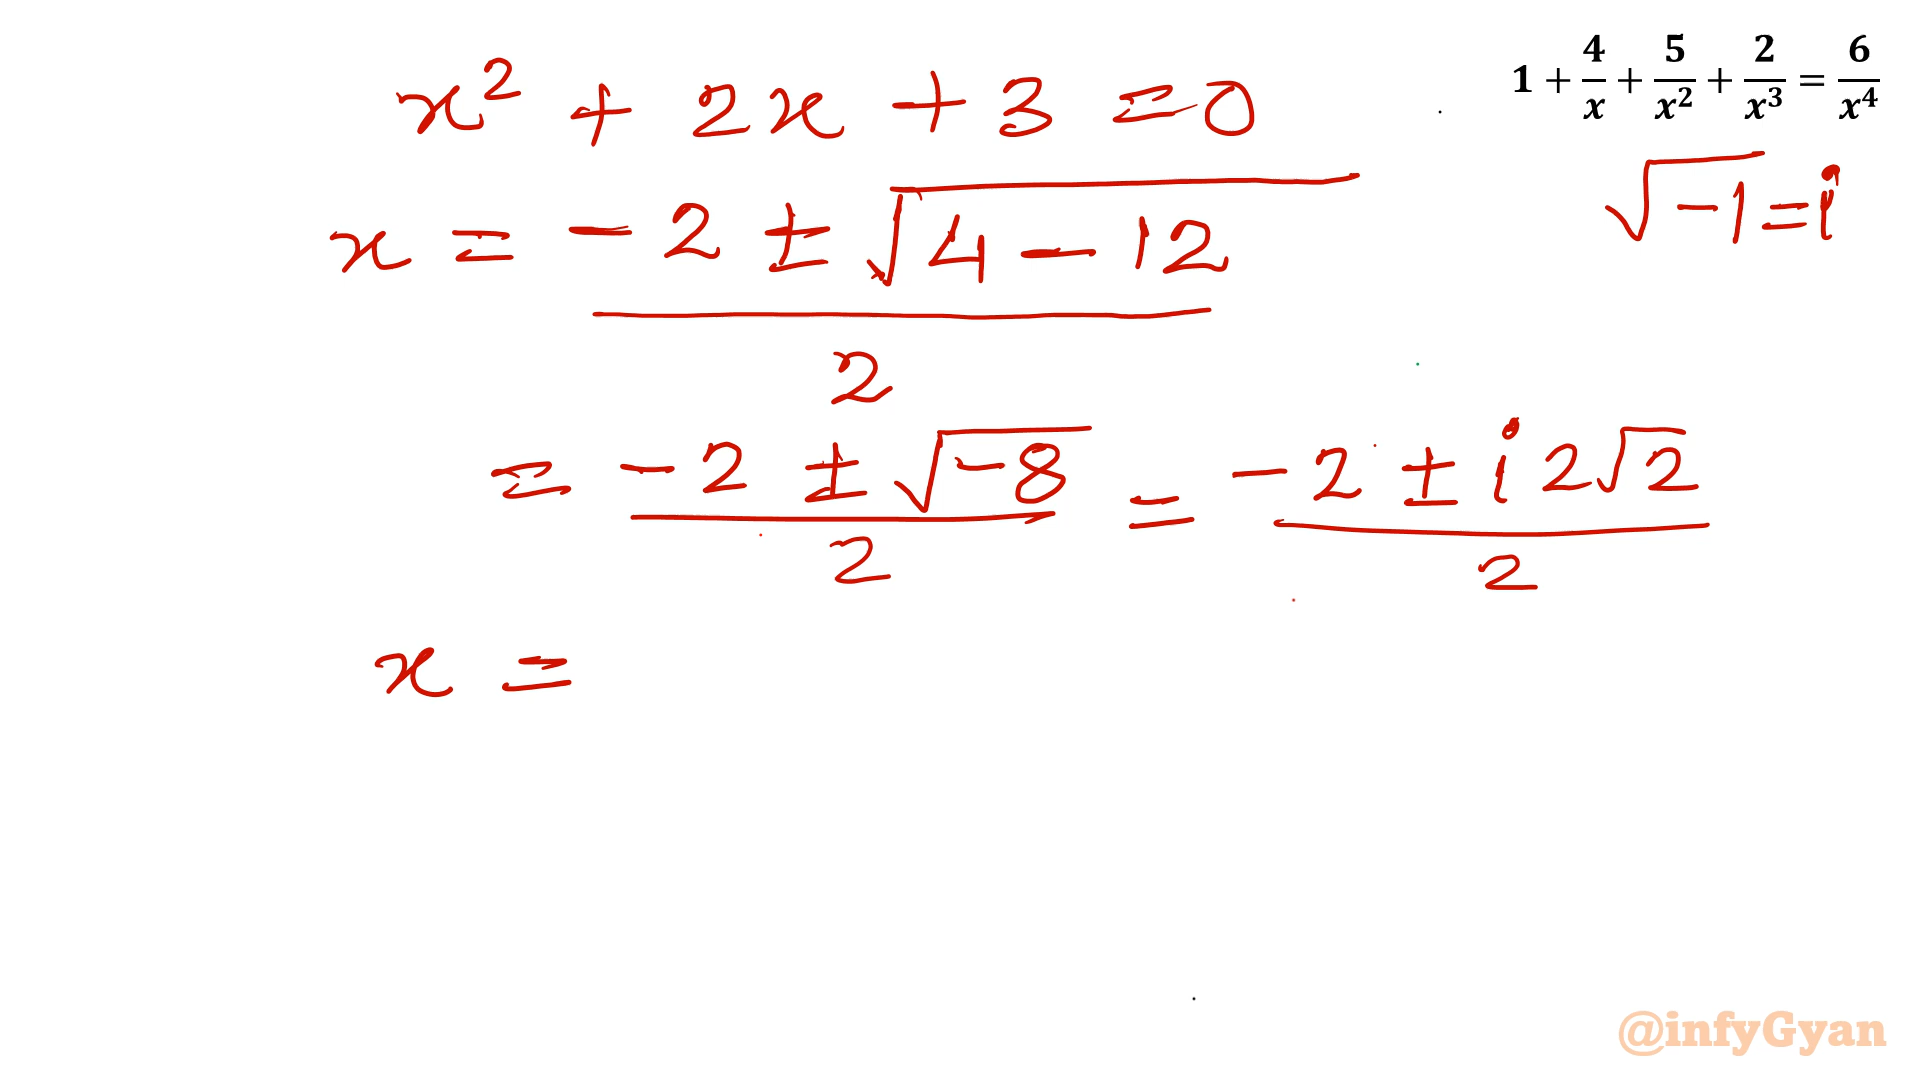 x² + 2x + 3 = 0
1 + 4/x + 5/x² + 2/x³ = 6/x⁴
√-1 = i
x = (-2 ± √(4 - 12))/2
= (-2 ± √-8)/2 = (-2 ± i 2√2)/2
x =
@infyGyan